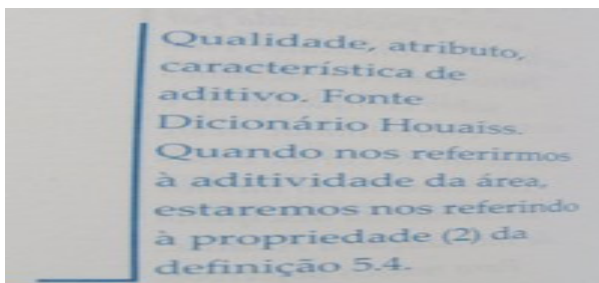 Qualidade, atributo,
característica de
aditivo. Fonte
Dicionário Houaiss.
Quando nos referirmos
à aditividade da área,
estaremos nos referindo
à propriedade (2) da
definição 5.4.